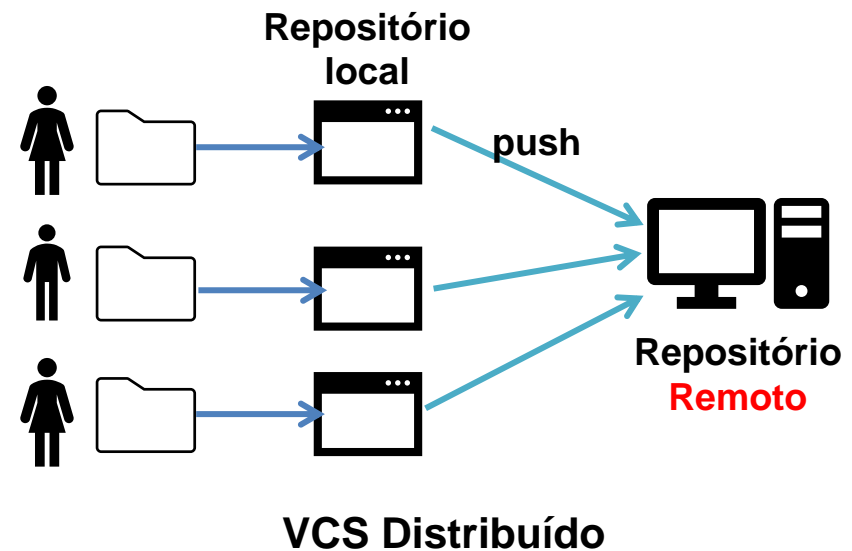 Repositório
local
push
Repositório
Remoto
VCS Distribuído